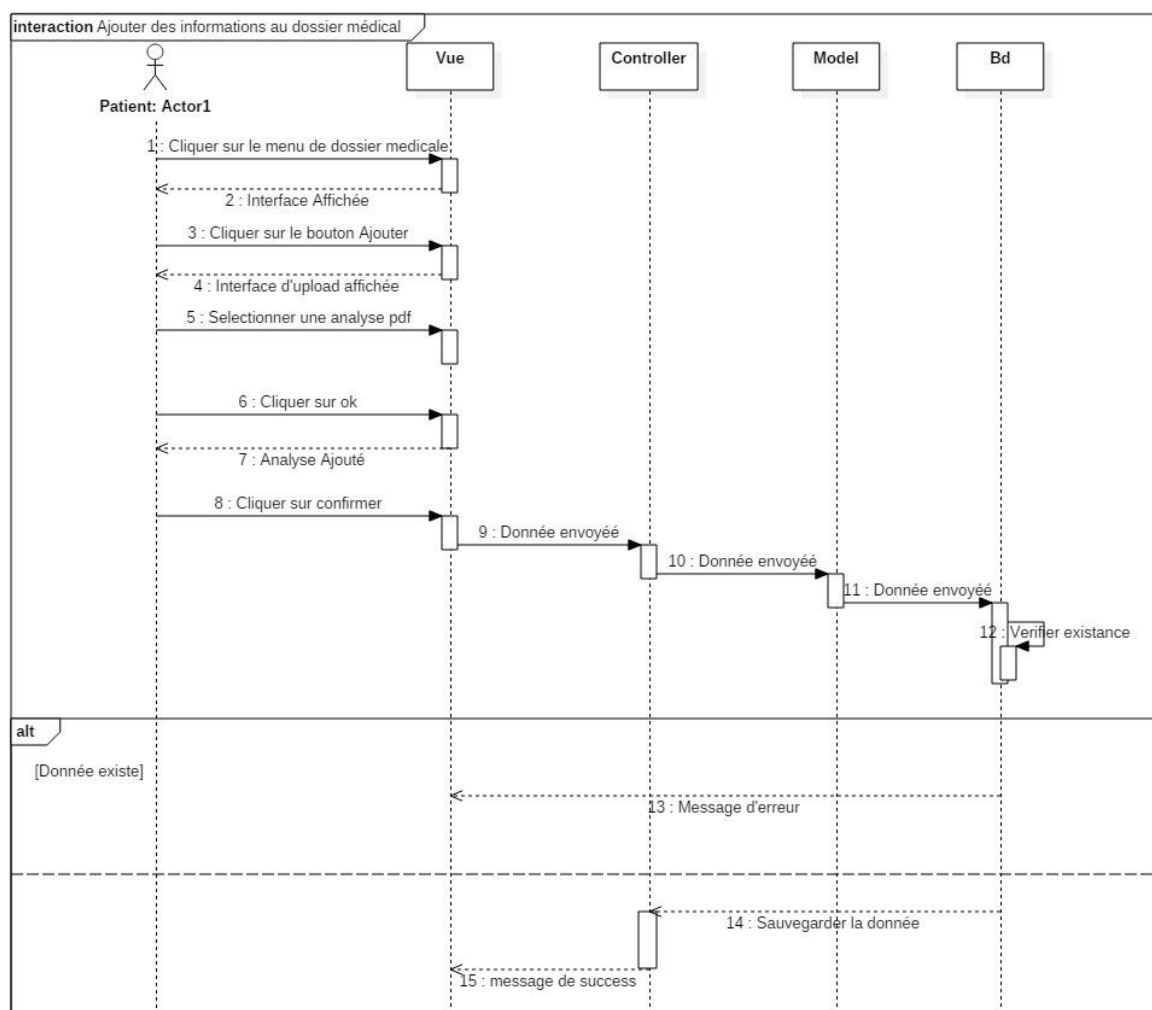 interaction Ajouter des informations au dossier médical
Vue
Controller
Model
Bd
Patient: Actor1
1 : Cliquer sur le menu de dossier medicale
2 : Interface Affichée
3 : Cliquer sur le bouton Ajouter
4 : Interface d'upload affichée
5 : Selectionner une analyse pdf
6 : Cliquer sur ok
7 : Analyse Ajouté
8 : Cliquer sur confirmer
9 : Donnée envoyéé
10 : Donnée envoyéé
11 : Donnée envoyéé
12 : Verifier existance
alt
[Donnée existe]
13 : Message d'erreur
14 : Sauvegarder la donnée
15 : message de success